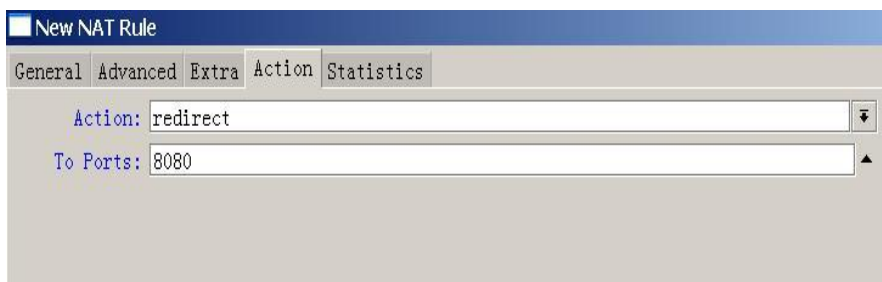 New NAT Rule
General Advanced Extra Action Statistics
Action: redirect
To Ports: 8080